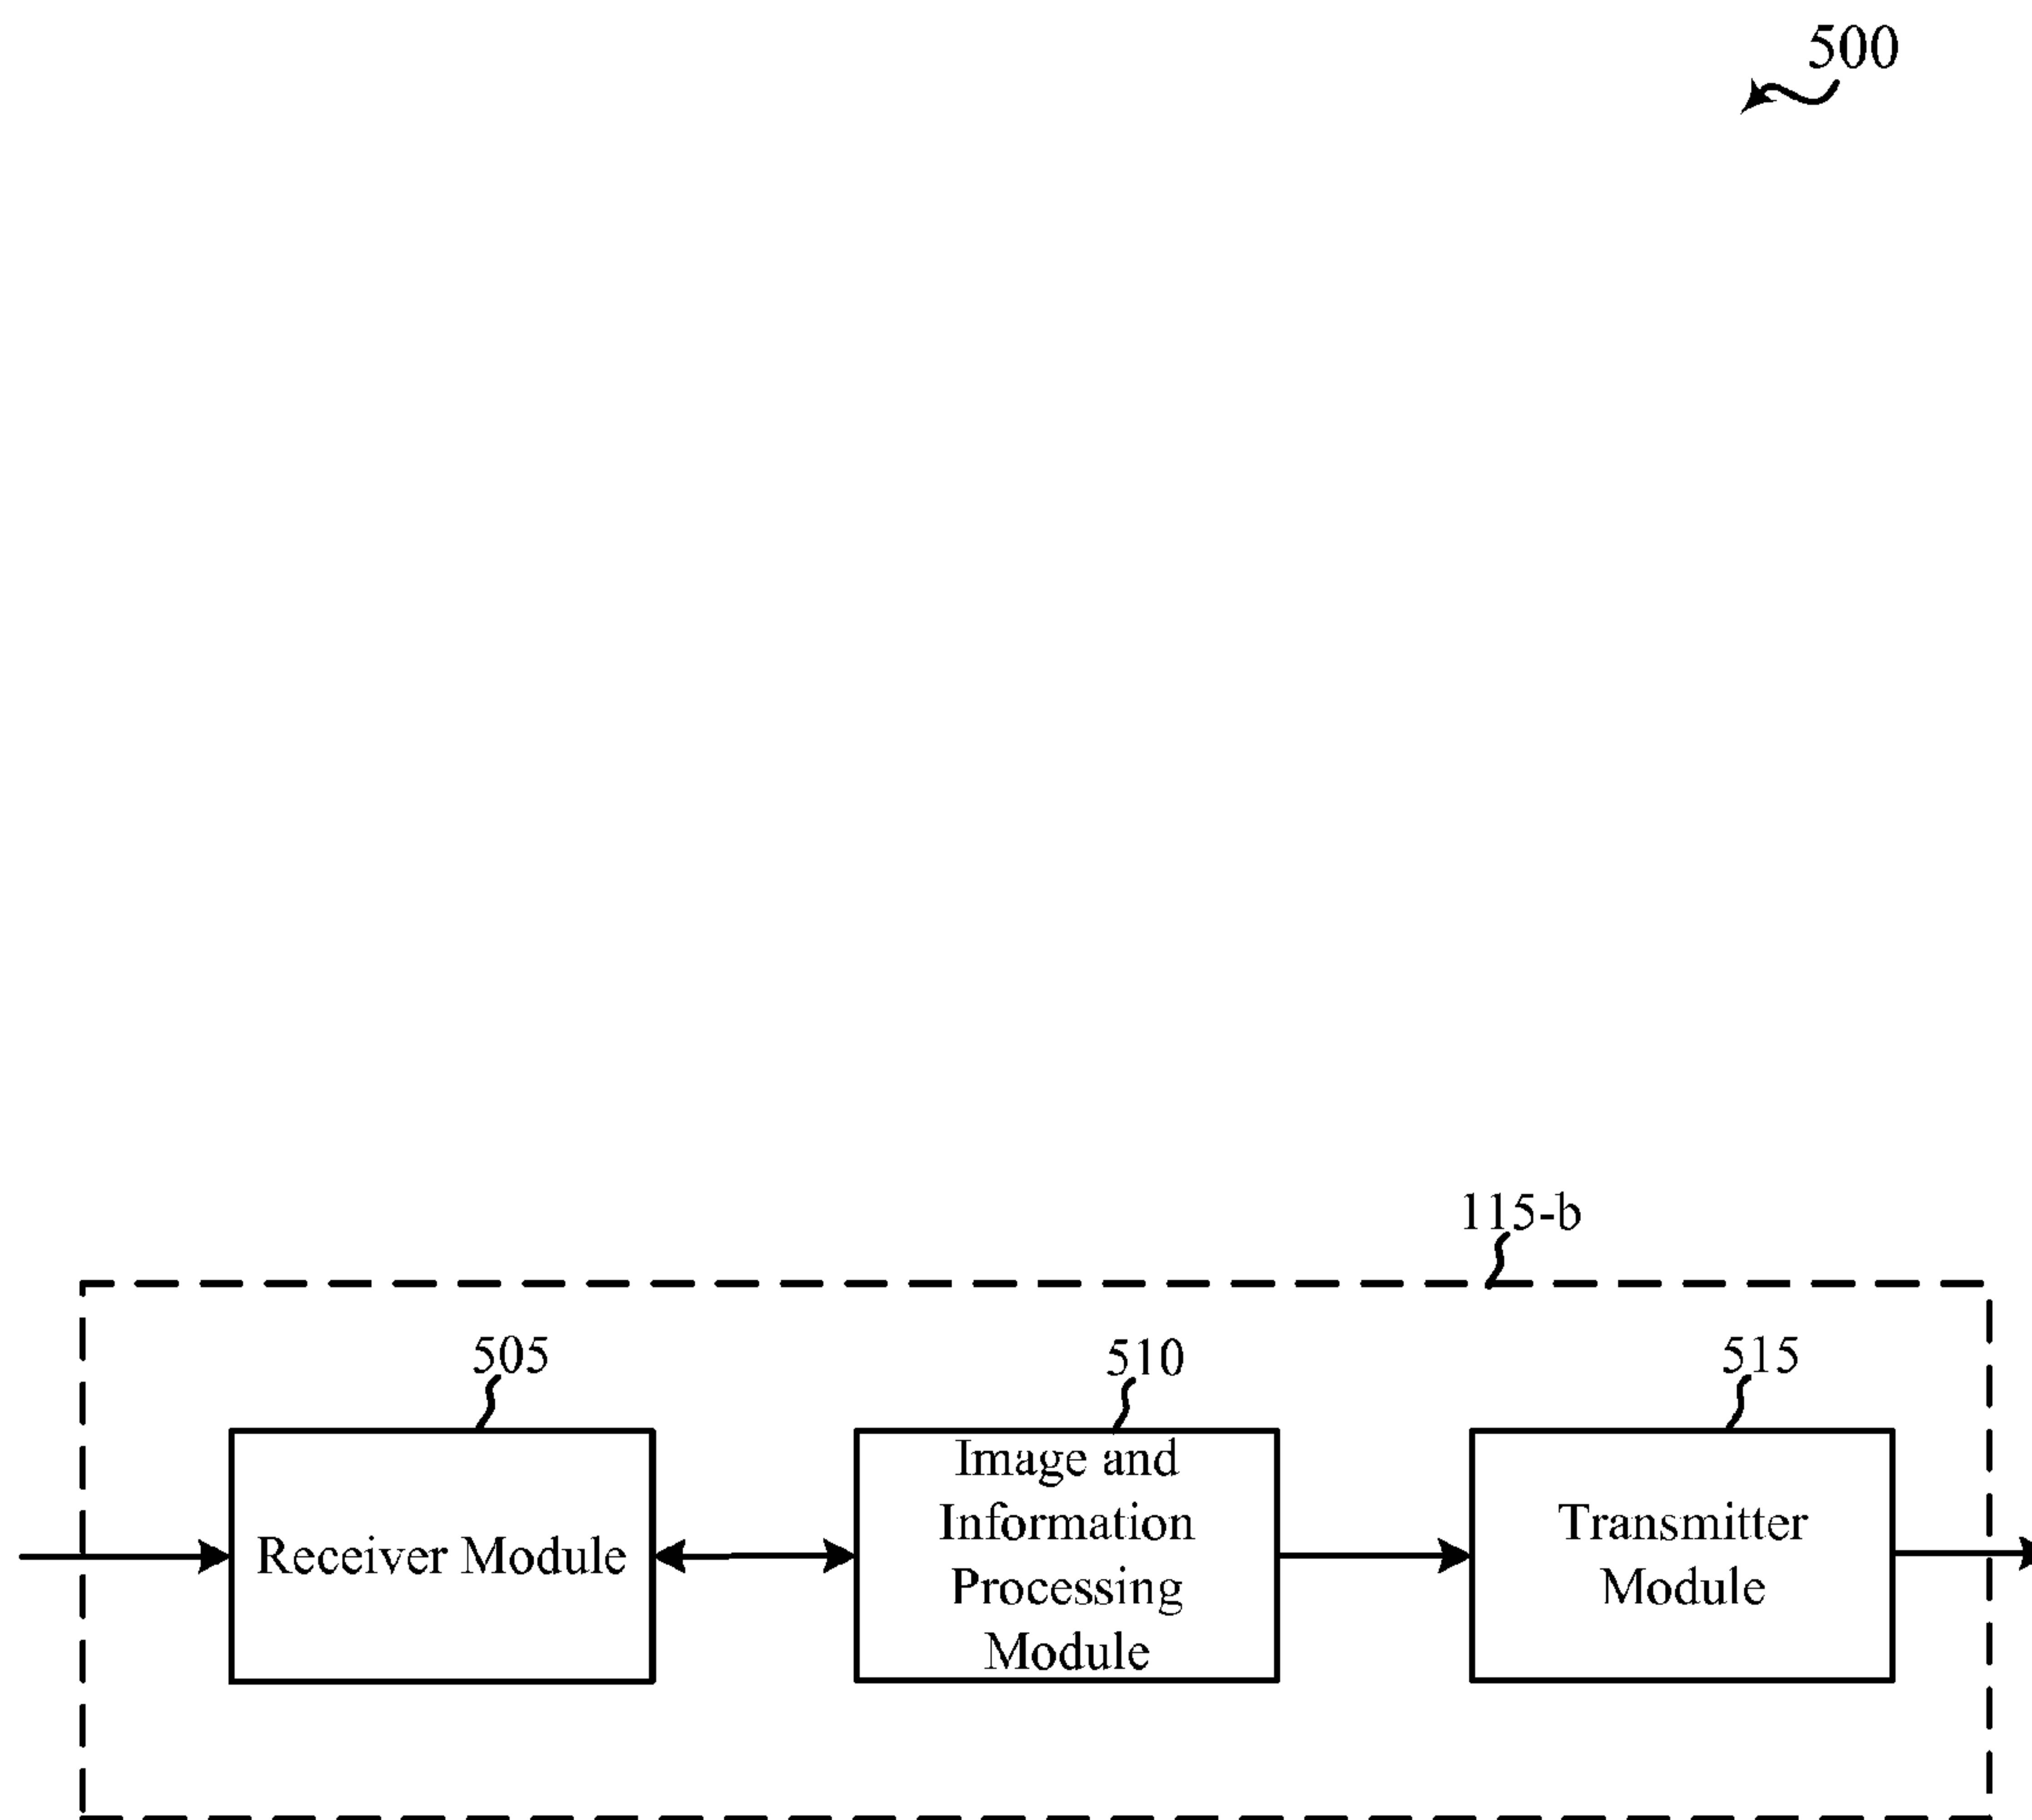 500
115-b
505
510
515
Receiver Module
Image and
Information
Processing
Module
Transmitter
Module